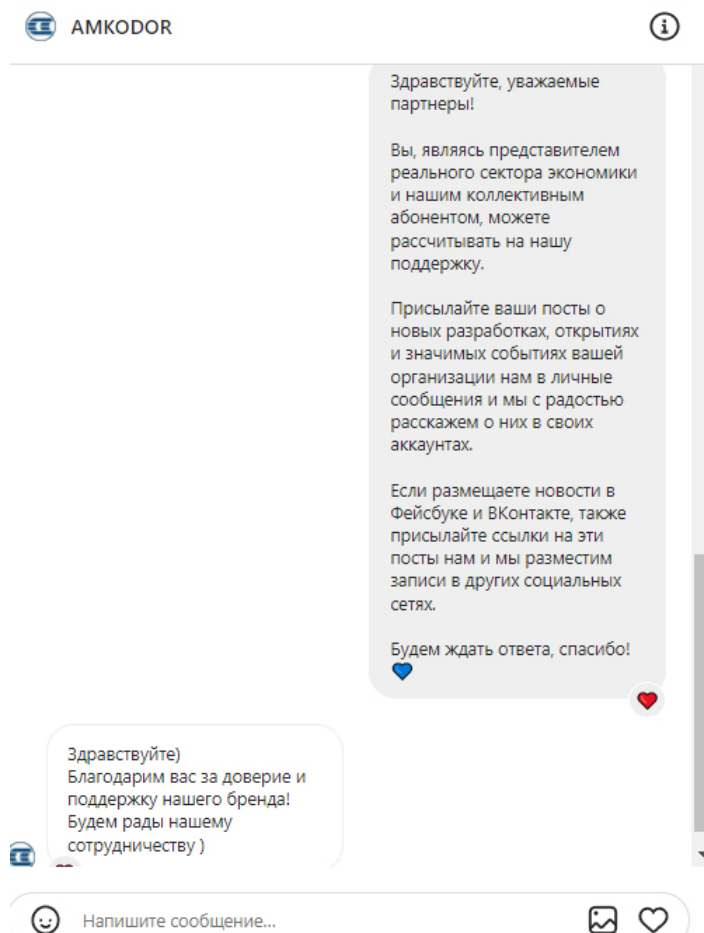 AMKODOR
Здравствуйте, уважаемые
партнеры!
Вы, являясь представителем
реального сектора экономики
и нашим коллективным
абонентом, можете
рассчитывать на нашу
поддержку.
Присылайте ваши посты о
новых разработках, открытиях
и значимых событиях вашей
организации нам в личные
сообщения и мы с радостью
расскажем о них в своих
аккаунтах.
Если размещаете новости в
Фейсбуке и ВКонтакте, также
присылайте ссылки на эти
посты нам и мы разместим
записи в других социальных
сетях.
Будем ждать ответа, спасибо!
💙
Здравствуйте)
Благодарим вас за доверие и
поддержку нашего бренда!
Будем рады нашему
сотрудничеству )
Напишите сообщение...